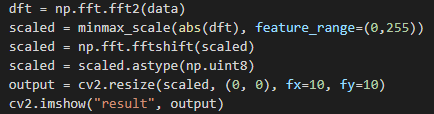 dft = np.fft.fft2(data)
scaled = minmax_scale(abs(dft), feature_range=(0,255))
scaled = np.fft.fftshift(scaled)
scaled = scaled.astype(np.uint8)
output = cv2.resize(scaled, (0, 0), fx=10, fy=10)
cv2.imshow("result", output)